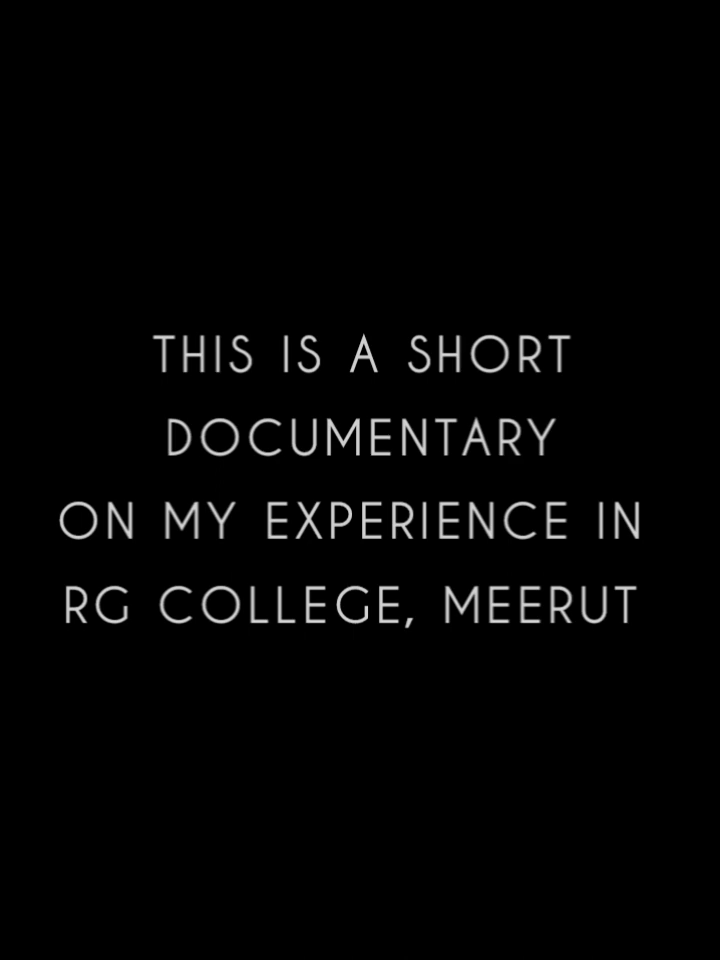 THIS IS A SHORT
DOCUMENTARY
ON MY EXPERIENCE IN
RG COLLEGE, MEERUT